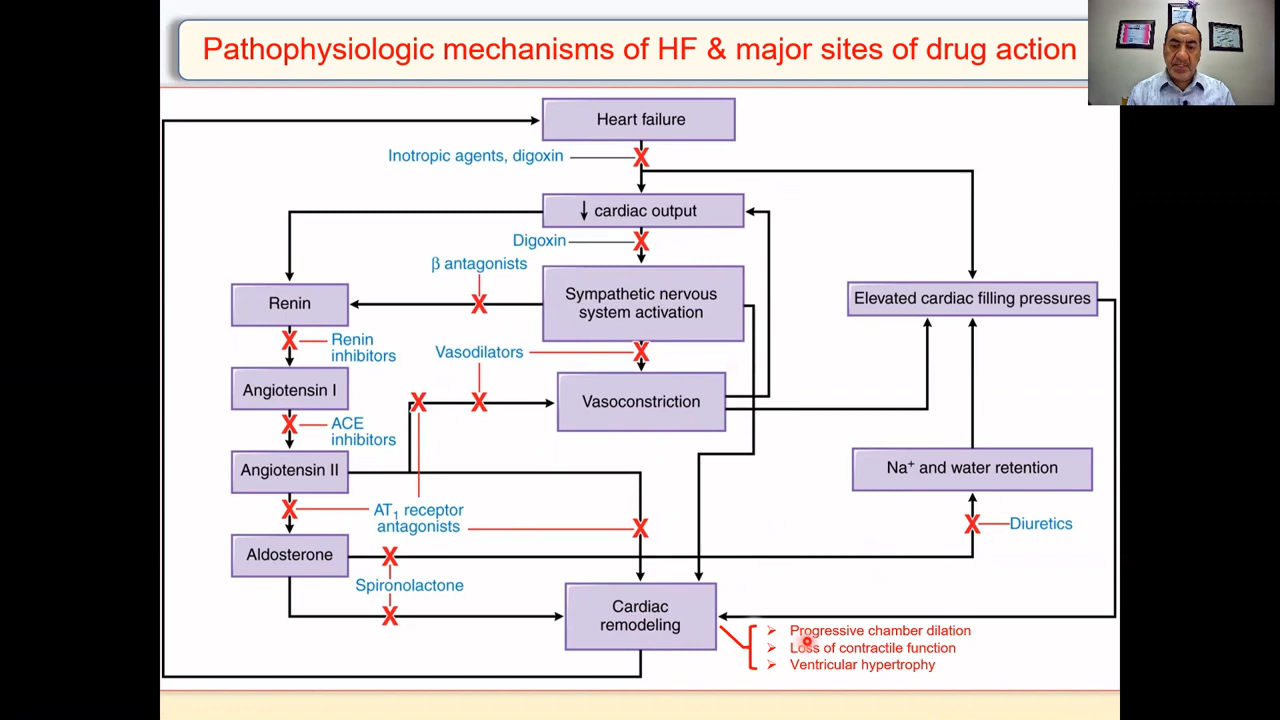 Pathophysiologic mechanisms of HF & major sites of drug action
Heart failure
Inotropic agents, digoxin
↓ cardiac output
Digoxin
β antagonists
Sympathetic nervous
system activation
Elevated cardiac filling pressures
Renin
Renin
inhibitors
Vasodilators
Angiotensin I
Vasoconstriction
ACE
inhibitors
Angiotensin II
Na⁺ and water retention
AT₁ receptor
antagonists
Diuretics
Aldosterone
Spironolactone
Cardiac
remodeling
➢ Progressive chamber dilation
➢ Loss of contractile function
➢ Ventricular hypertrophy